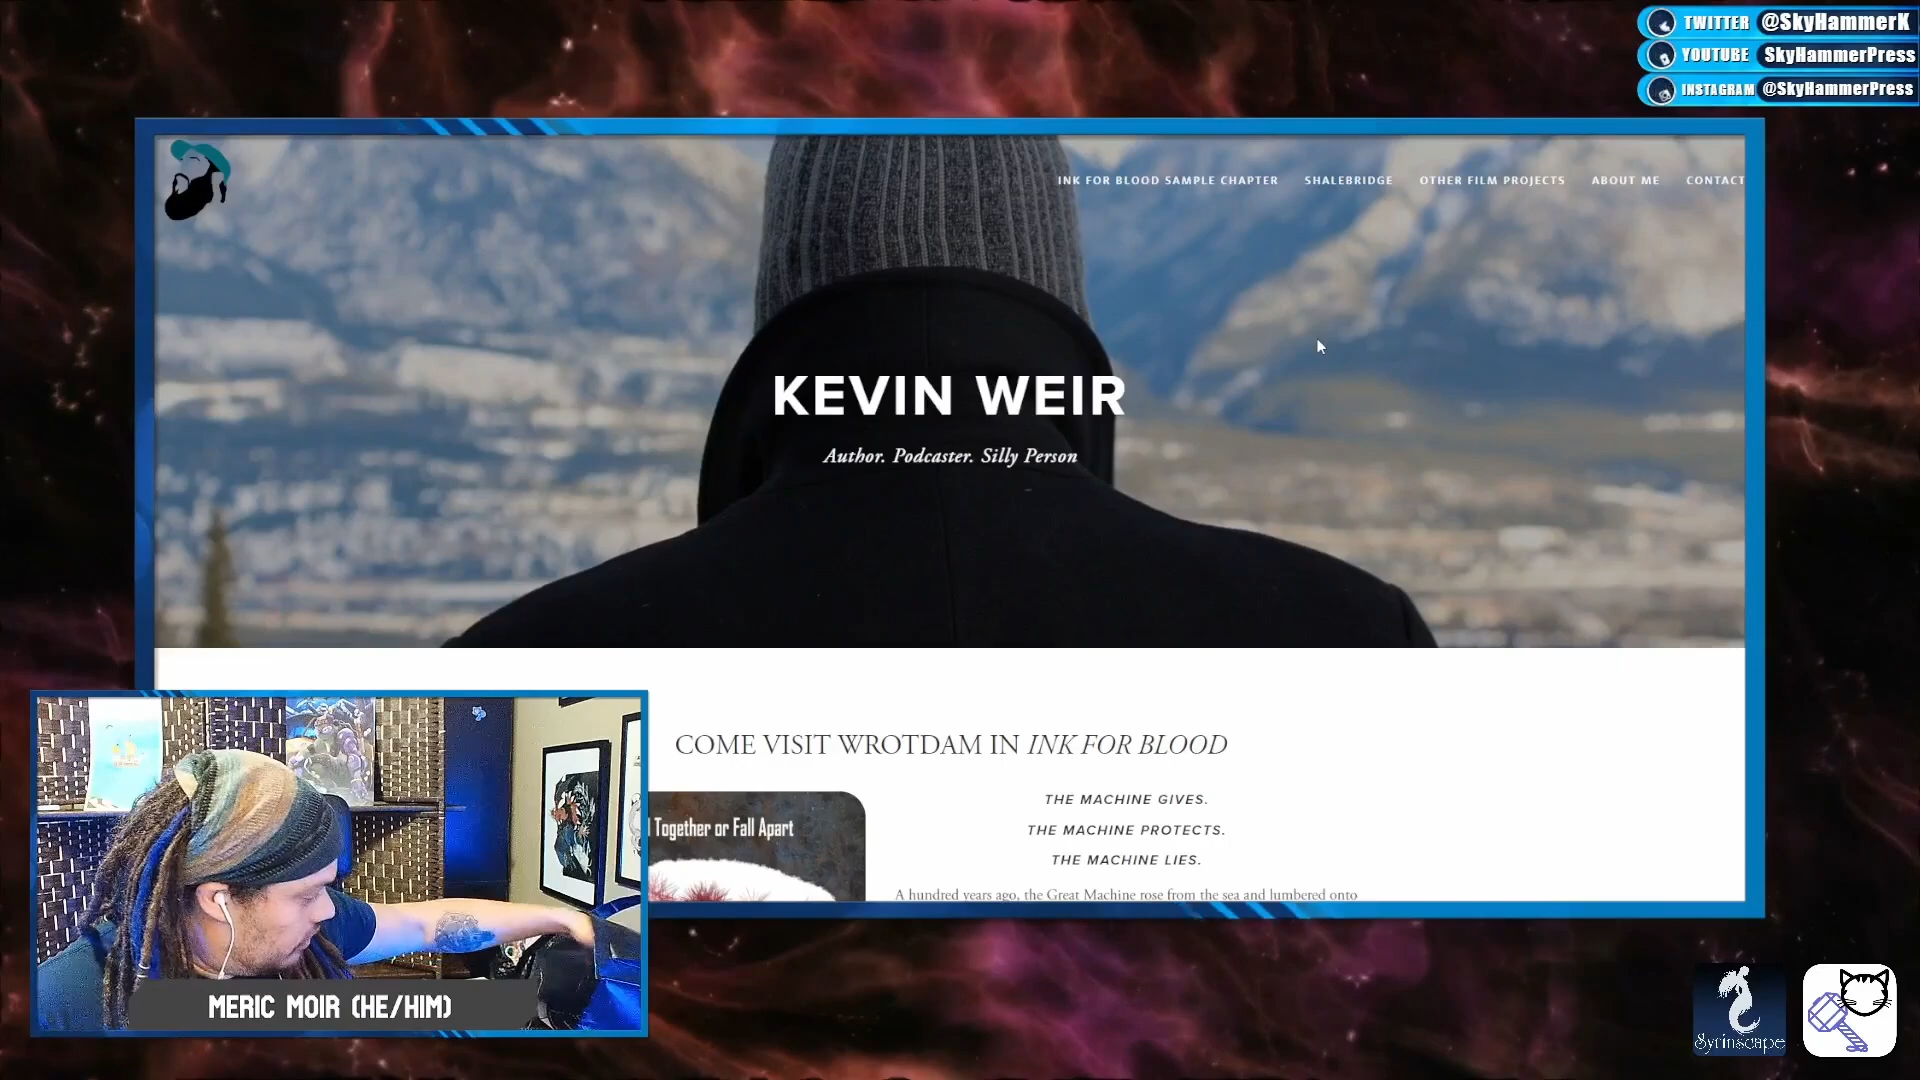 TWITTER @SkyHammerK
YOUTUBE SkyHammerPress
INSTAGRAM @SkyHammerPress
INK FOR BLOOD SAMPLE CHAPTER SHALEBRIDGE OTHER FILM PROJECTS ABOUT ME CONTACT
KEVIN WEIR
Author. Podcaster. Silly Person
COME VISIT WROTDAM IN INK FOR BLOOD
THE MACHINE GIVES.
THE MACHINE PROTECTS.
THE MACHINE LIES.
Together or Fall Apart
A hundred years ago, the Great Machine rose from the sea and lumbered onto
MERIC MOIR (HE/HIM)
Syrinscape